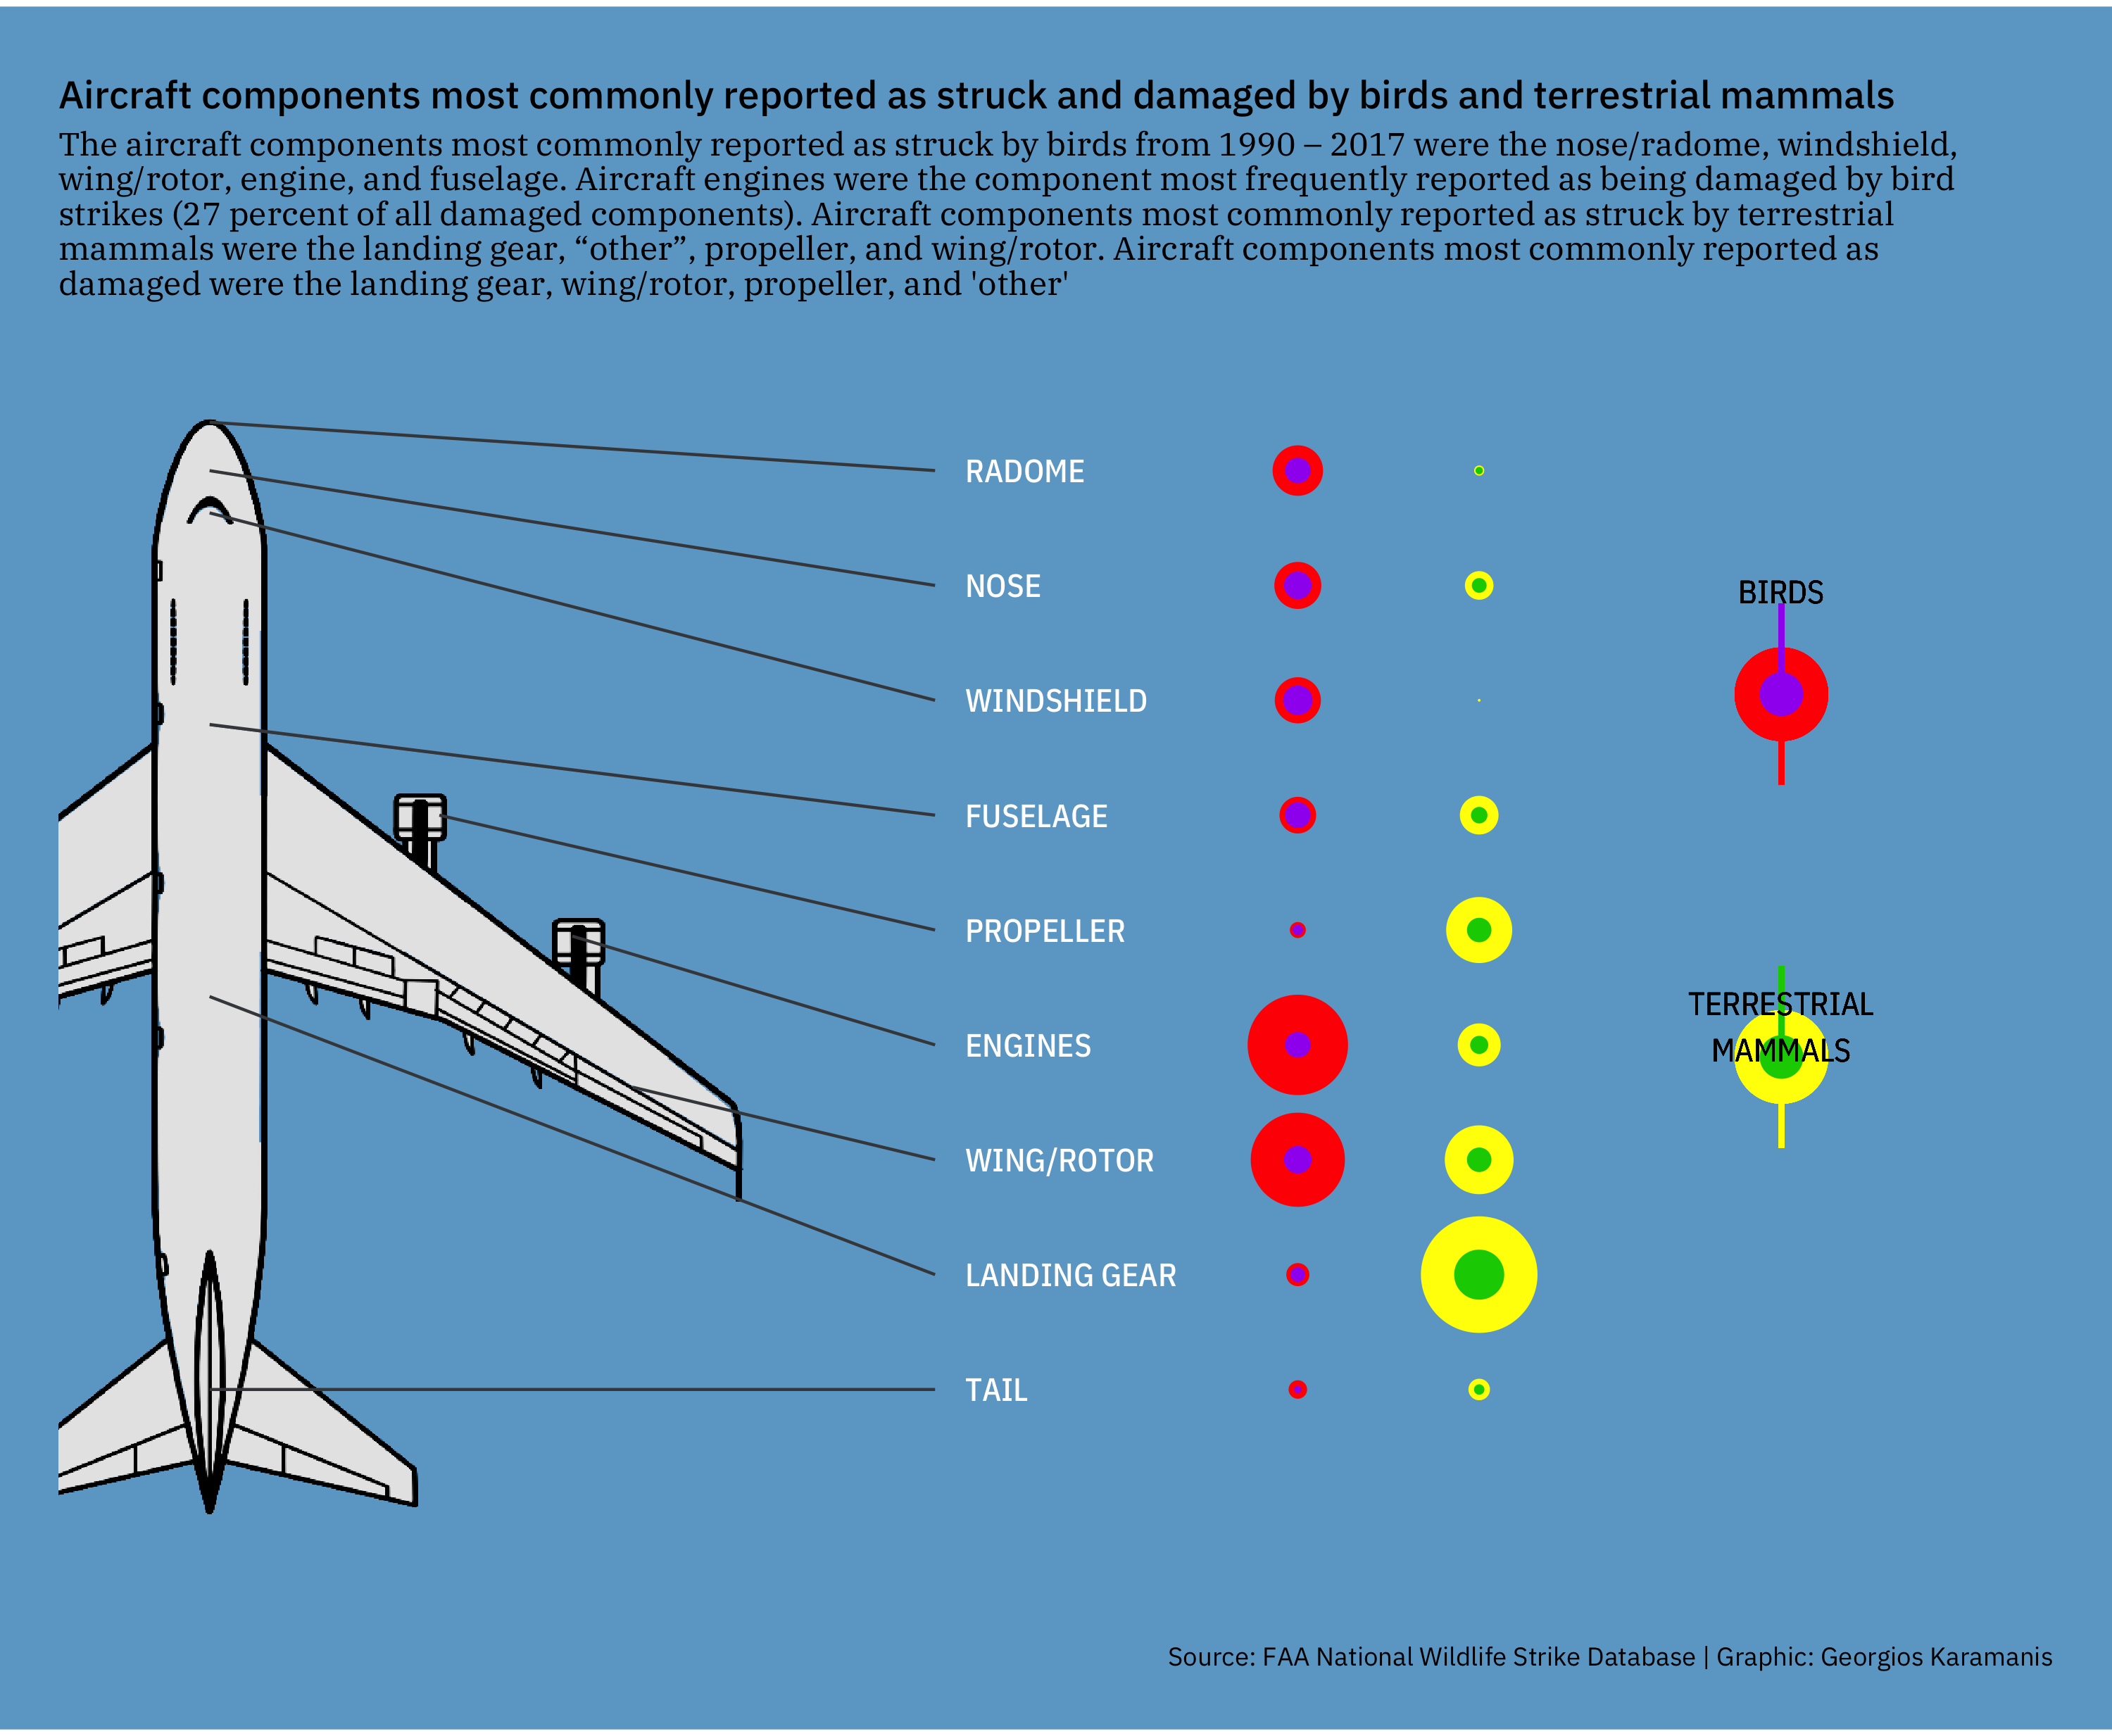 Aircraft components most commonly reported as struck and damaged by birds and terrestrial mammals
The aircraft components most commonly reported as struck by birds from 1990 – 2017 were the nose/radome, windshield,
wing/rotor, engine, and fuselage. Aircraft engines were the component most frequently reported as being damaged by bird
strikes (27 percent of all damaged components). Aircraft components most commonly reported as struck by terrestrial
mammals were the landing gear, “other”, propeller, and wing/rotor. Aircraft components most commonly reported as
damaged were the landing gear, wing/rotor, propeller, and 'other'
RADOME
NOSE
WINDSHIELD
FUSELAGE
PROPELLER
ENGINES
WING/ROTOR
LANDING GEAR
TAIL
BIRDS
TERRESTRIAL
MAMMALS
Source: FAA National Wildlife Strike Database | Graphic: Georgios Karamanis